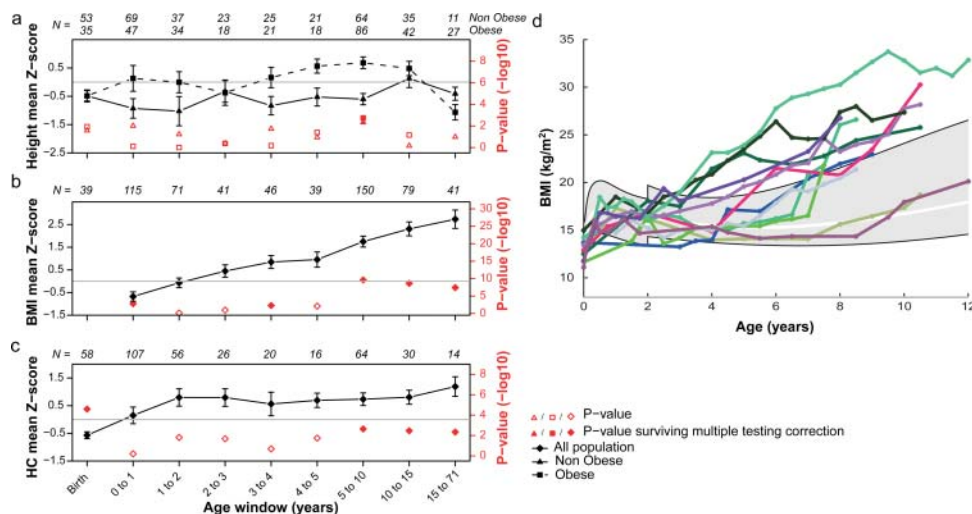 a
53 69 37 23 25 21 64 35 11 Non Obese
N = 35 47 34 18 21 18 86 42 27 Obese
Height mean Z-score
0.5
-0.5
-1.5
-2.5
8
6
4
2
0
P-value (-log10)
b
N = 39 115 71 41 46 39 150 79 41
BMI mean Z-score
2.5
1.5
0.5
-0.5
-1.5
30
25
20
15
10
5
0
P-value (-log10)
c
N = 58 107 56 26 20 16 64 30 14
HC mean Z-score
1.5
0.5
-0.5
-1.5
8
6
4
2
0
P-value (-log10)
Birth
0 to 1
1 to 2
2 to 3
3 to 4
4 to 5
5 to 10
10 to 15
15 to 71
Age window (years)
d
BMI (kg/m²)
35
30
25
20
15
10
0 2 4 6 8 10 12
Age (years)
/ / P-value
/ / P-value surviving multiple testing correction
All population
Non Obese
Obese